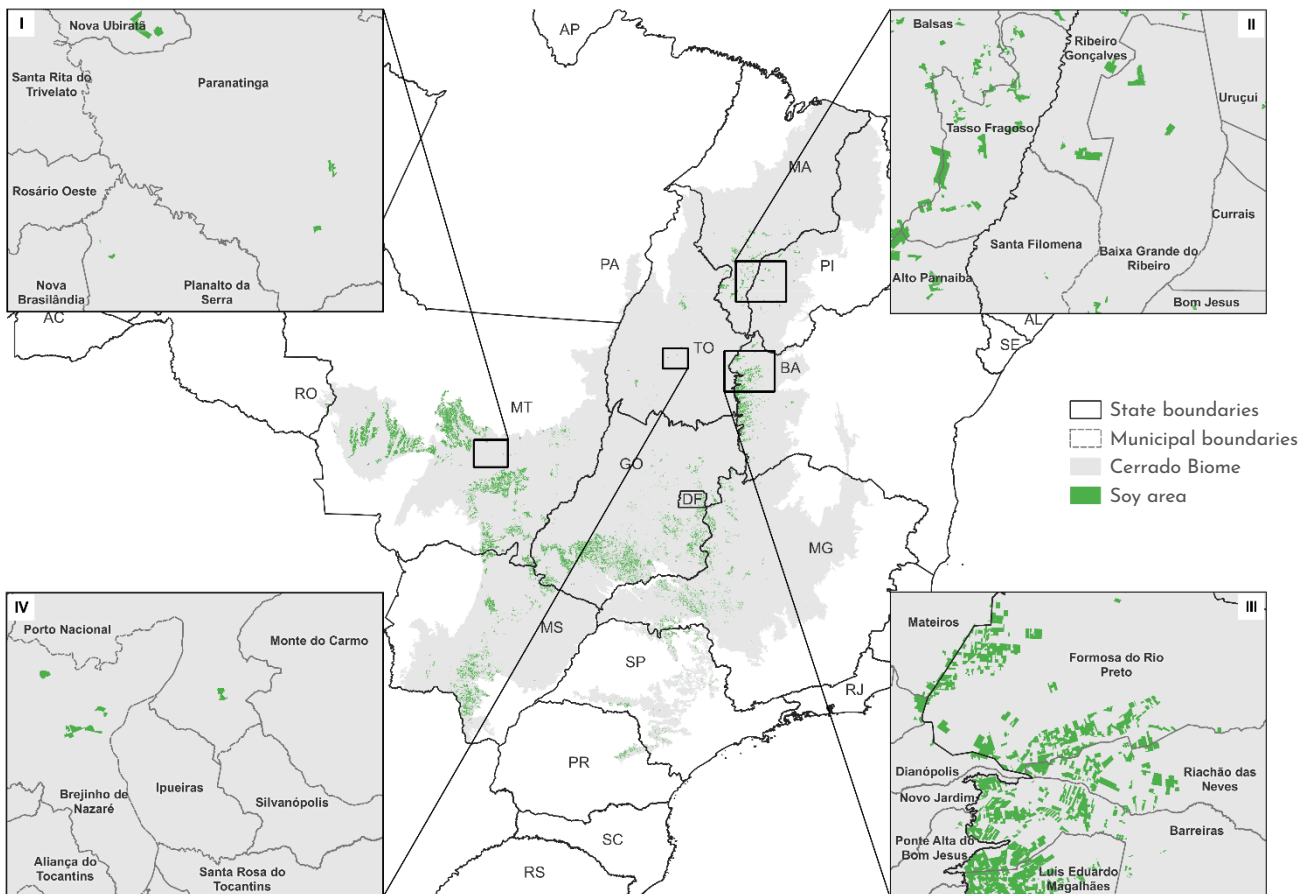 I
Nova Ubiratã
Santa Rita do
Trivelato
Paranatinga
Rosário Oeste
Nova
Brasilândia
Planalto da
Serra
II
Balsas
Ribeiro
Gonçalves
Uruçuí
Tasso Fragoso
Currais
Santa Filomena
Baixa Grande do
Ribeiro
Alto Parnaíba
Bom Jesus
AP
MA
PA
PI
AC
AL
SE
TO
BA
RO
MT
GO
DF
MG
MS
SP
RJ
PR
SC
RS
State boundaries
Municipal boundaries
Cerrado Biome
Soy area
IV
Porto Nacional
Monte do Carmo
Ipueiras
Brejinho de
Nazaré
Silvanópolis
Aliança do
Tocantins
Santa Rosa do
Tocantins
III
Mateiros
Formosa do Rio
Preto
Dianópolis
Riachão das
Neves
Novo Jardim
Barreiras
Ponte Alta do
Bom Jesus
Luís Eduardo
Magalhães